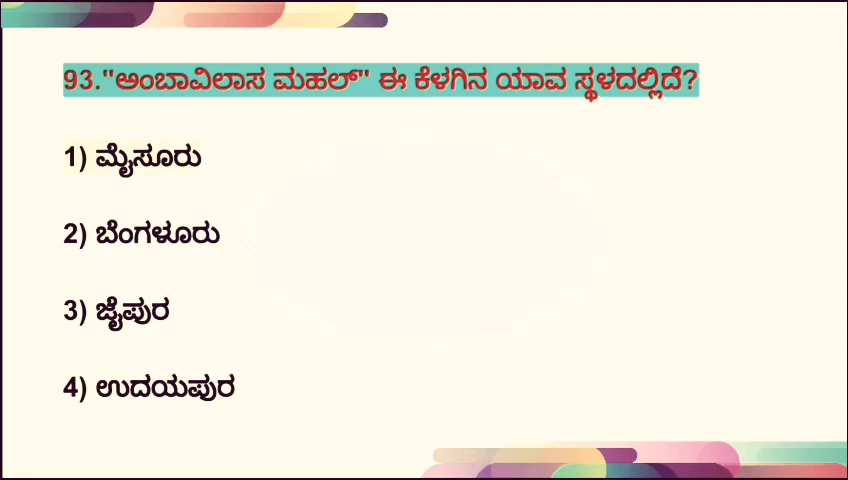 93."ಅಂಬಾವಿಲಾಸ ಮಹಲ್" ಈ ಕೆಳಗಿನ ಯಾವ ಸ್ಥಳದಲ್ಲಿದೆ?
1) ಮೈಸೂರು
2) ಬೆಂಗಳೂರು
3) ಜೈಪುರ
4) ಉದಯಪುರ